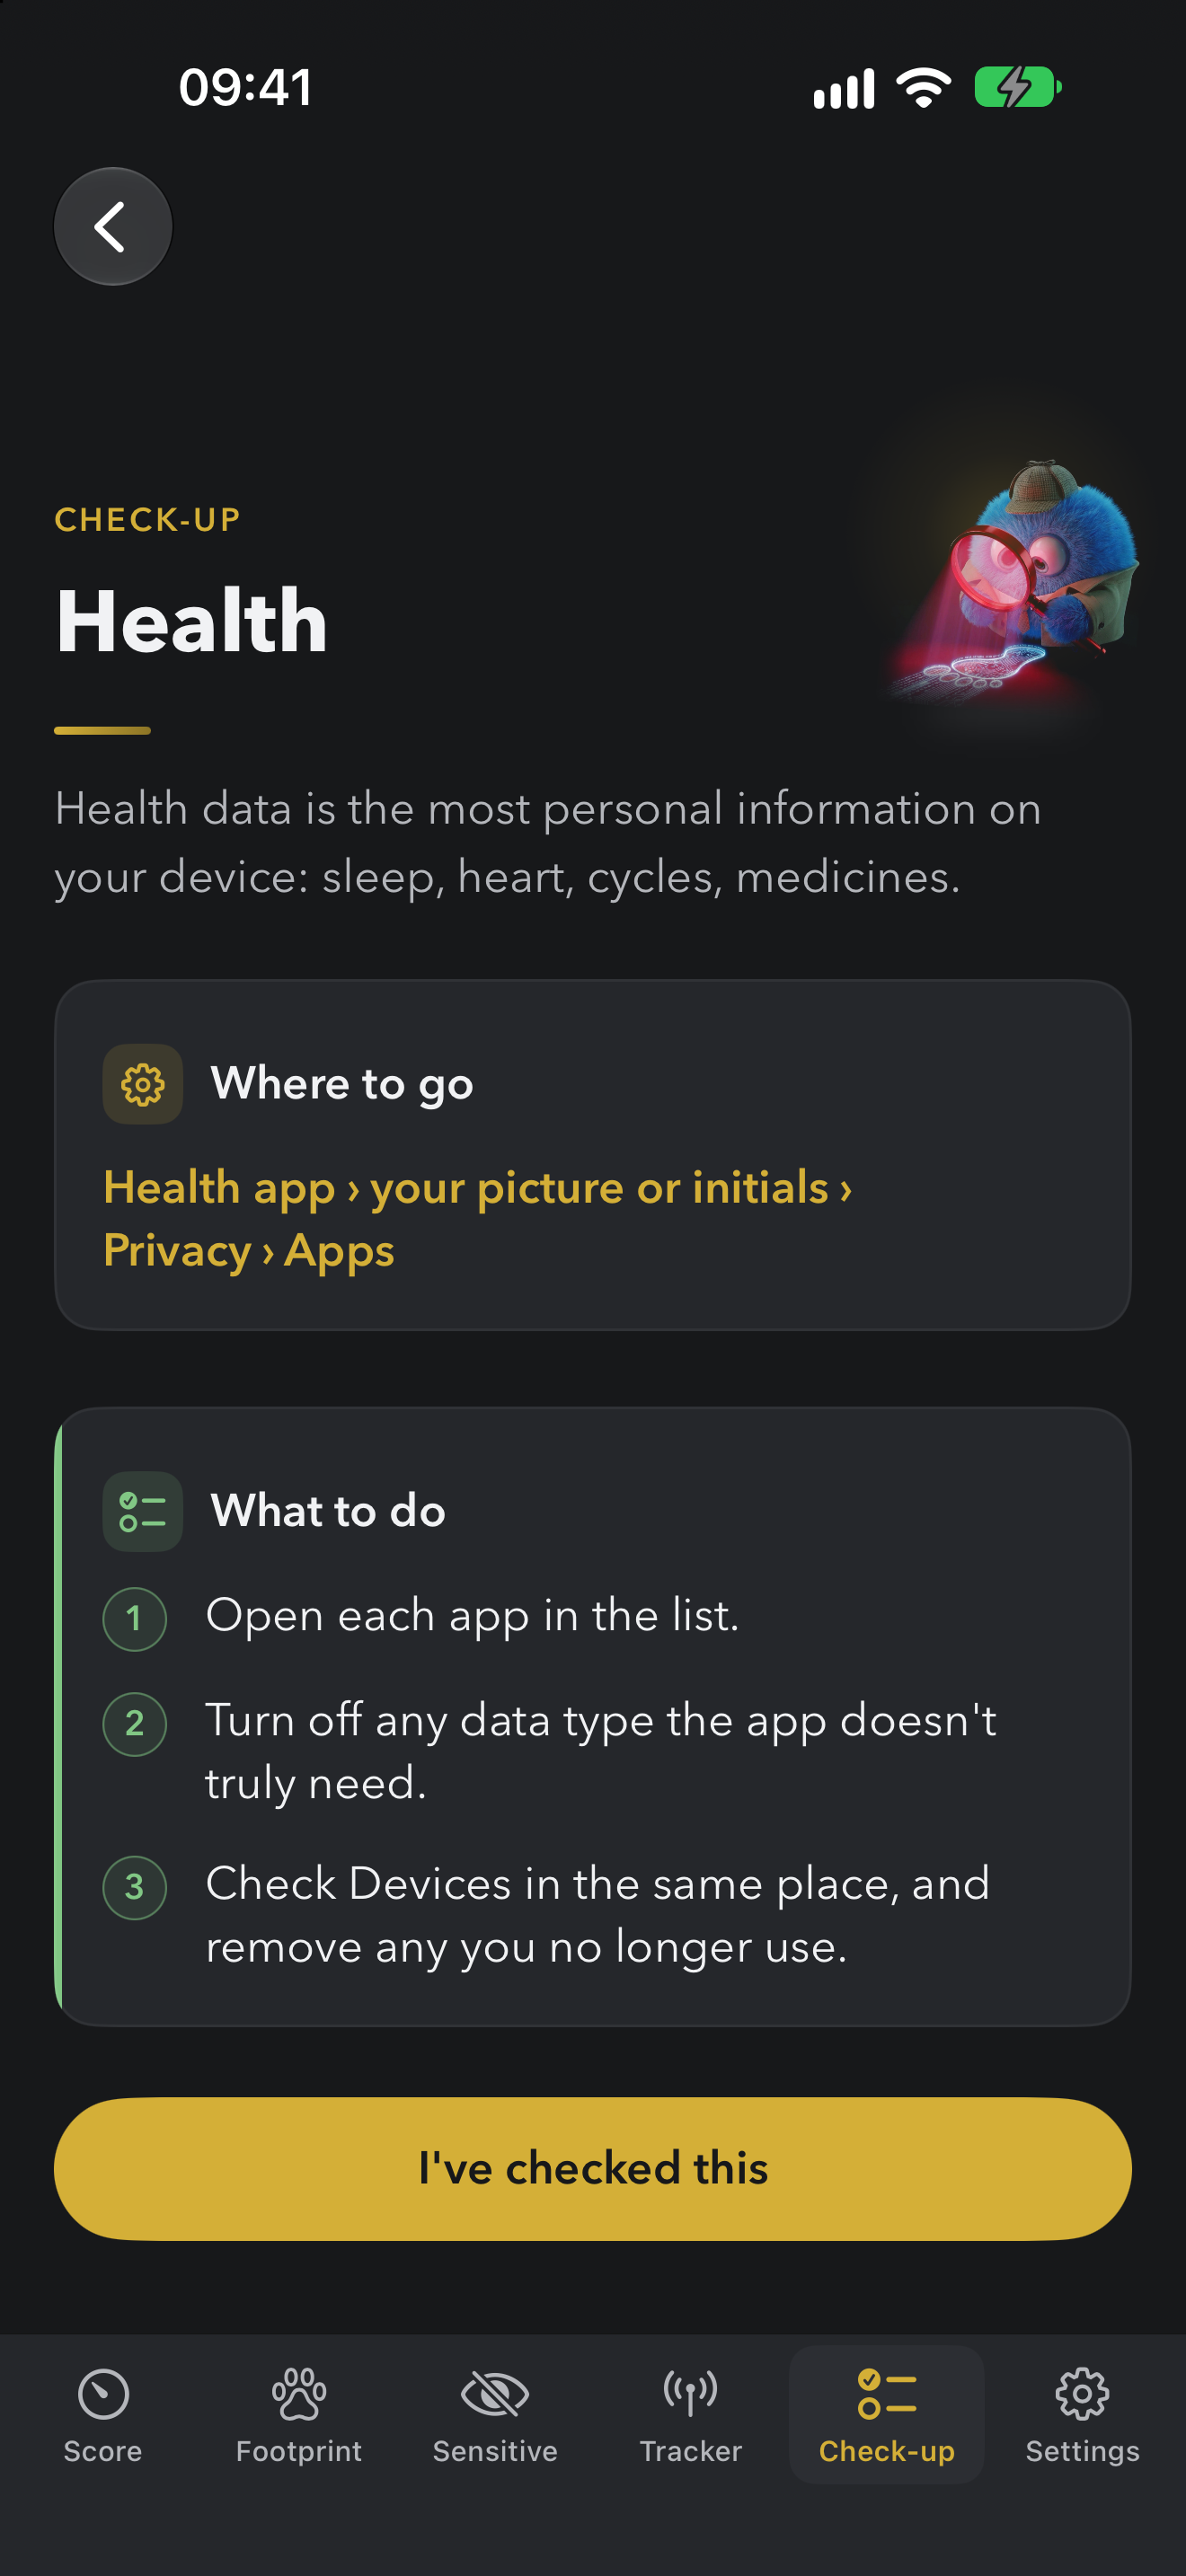 09:41
CHECK-UP
Health
Health data is the most personal information on
your device: sleep, heart, cycles, medicines.
Where to go
Health app › your picture or initials ›
Privacy › Apps
What to do
1 Open each app in the list.
2 Turn off any data type the app doesn't
truly need.
3 Check Devices in the same place, and
remove any you no longer use.
I've checked this
Score Footprint Sensitive Tracker Check-up Settings